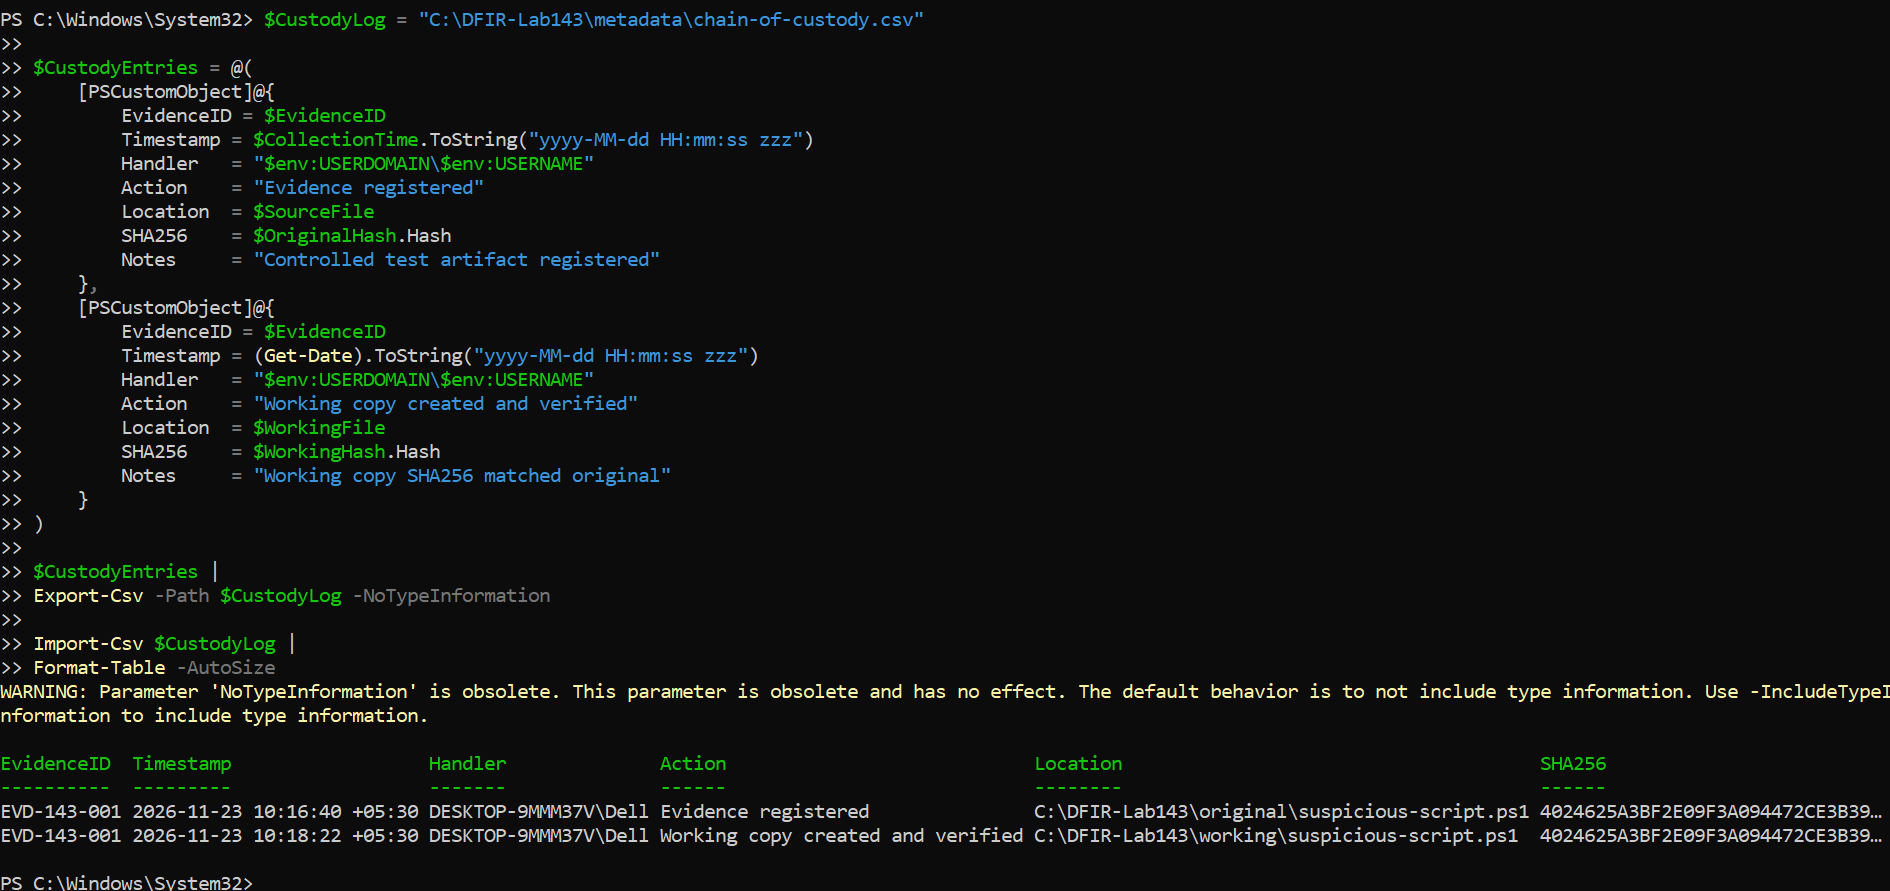 PS C:\Windows\System32> $CustodyLog = "C:\DFIR-Lab143\metadata\chain-of-custody.csv"
>>
>> $CustodyEntries = @(
>>     [PSCustomObject]@{
>>         EvidenceID = $EvidenceID
>>         Timestamp = $CollectionTime.ToString("yyyy-MM-dd HH:mm:ss zzz")
>>         Handler   = "$env:USERDOMAIN\$env:USERNAME"
>>         Action    = "Evidence registered"
>>         Location  = $SourceFile
>>         SHA256    = $OriginalHash.Hash
>>         Notes     = "Controlled test artifact registered"
>>     },
>>     [PSCustomObject]@{
>>         EvidenceID = $EvidenceID
>>         Timestamp = (Get-Date).ToString("yyyy-MM-dd HH:mm:ss zzz")
>>         Handler   = "$env:USERDOMAIN\$env:USERNAME"
>>         Action    = "Working copy created and verified"
>>         Location  = $WorkingFile
>>         SHA256    = $WorkingHash.Hash
>>         Notes     = "Working copy SHA256 matched original"
>>     }
>> )
>>
>> $CustodyEntries |
>> Export-Csv -Path $CustodyLog -NoTypeInformation
>>
>> Import-Csv $CustodyLog |
>> Format-Table -AutoSize
WARNING: Parameter 'NoTypeInformation' is obsolete. This parameter is obsolete and has no effect. The default behavior is to not include type information. Use -IncludeTypeI
nformation to include type information.

EvidenceID  Timestamp                  Handler              Action                            Location                                      SHA256
----------  ---------                  -------              ------                            --------                                      ------
EVD-143-001 2026-11-23 10:16:40 +05:30 DESKTOP-9MMM37V\Dell Evidence registered               C:\DFIR-Lab143\original\suspicious-script.ps1 4024625A3BF2E09F3A094472CE3B39…
EVD-143-001 2026-11-23 10:18:22 +05:30 DESKTOP-9MMM37V\Dell Working copy created and verified C:\DFIR-Lab143\working\suspicious-script.ps1  4024625A3BF2E09F3A094472CE3B39…

PS C:\Windows\System32>